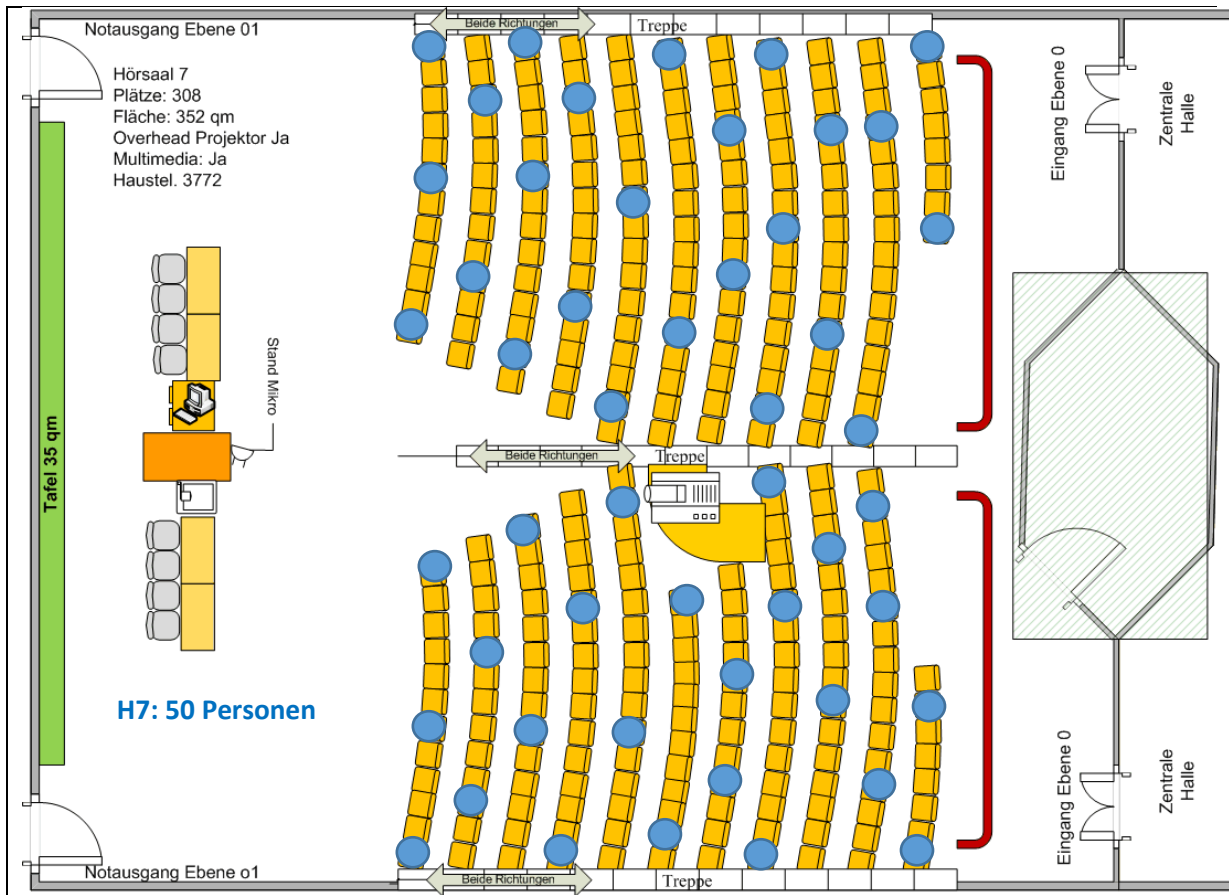 Notausgang Ebene 01
Beide Richtungen
Treppe
Hörsaal 7
Plätze: 308
Fläche: 352 qm
Overhead Projektor Ja
Multimedia: Ja
Haustel. 3772
Eingang Ebene 0
Zentrale
Halle
Stand Mikro
Tafel 35 qm
Beide Richtungen
Treppe
H7: 50 Personen
Eingang Ebene 0
Zentrale
Halle
Notausgang Ebene o1
Beide Richtungen
Treppe